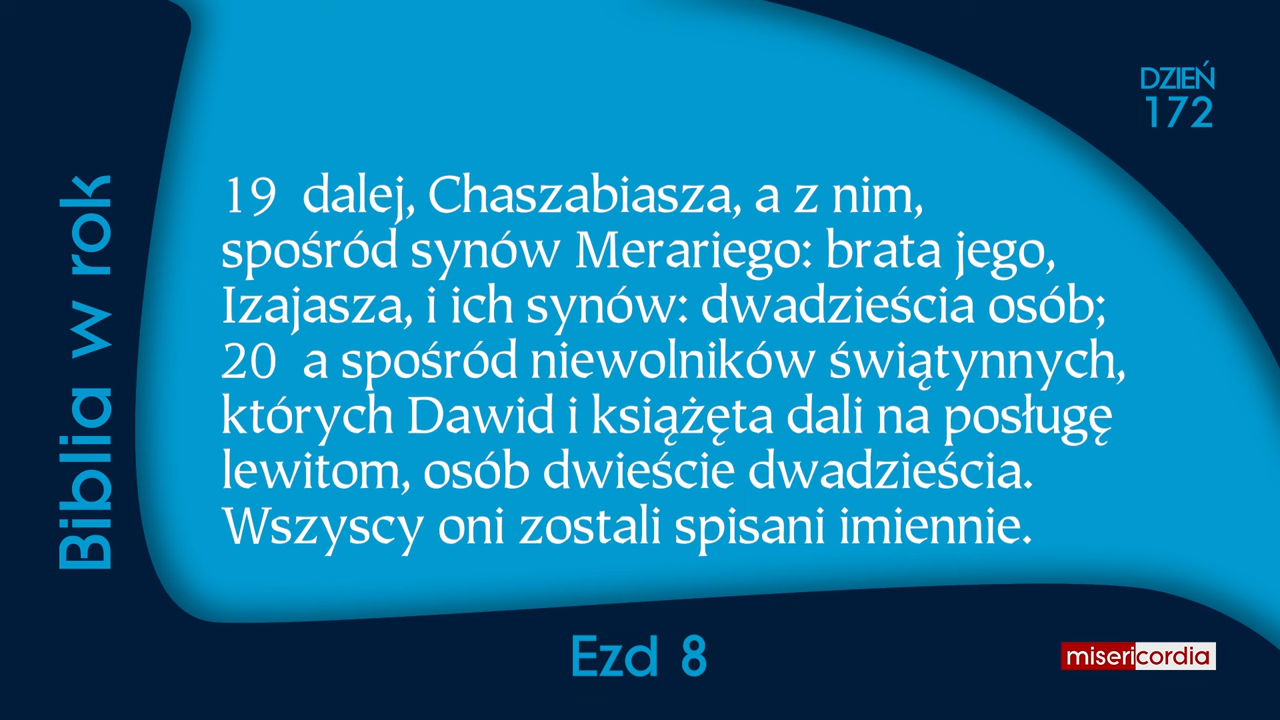 DZIEŃ
172
Biblia w rok
19 dalej, Chaszabiasza, a z nim,
spośród synów Merariego: brata jego,
Izajasza, i ich synów: dwadzieścia osób;
20 a spośród niewolników świątynnych,
których Dawid i książęta dali na posługę
lewitom, osób dwieście dwadzieścia.
Wszyscy oni zostali spisani imiennie.
Ezd 8
misericordia